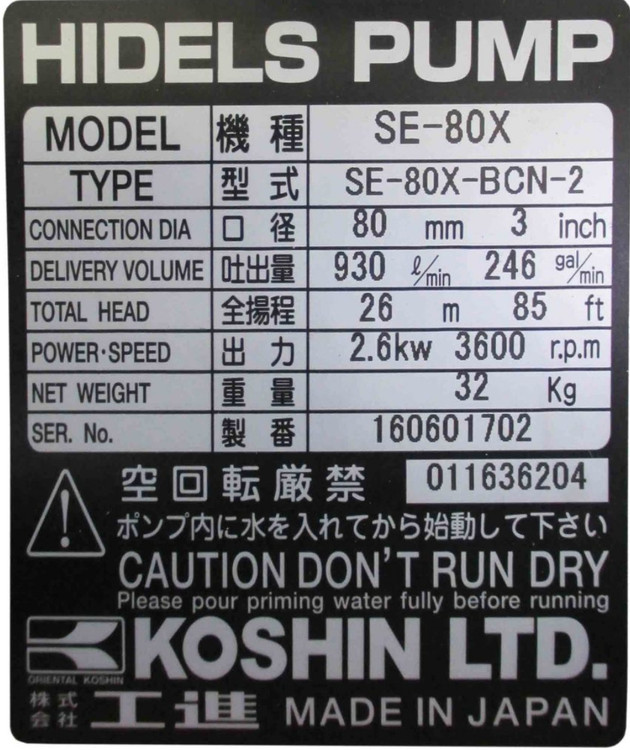 HIDELS PUMP
MODEL 機種 SE-80X
TYPE 型式 SE-80X-BCN-2
CONNECTION DIA 口径 80 mm 3 inch
DELIVERY VOLUME 吐出量 930 ℓ/min 246 gal/min
TOTAL HEAD 全揚程 26 m 85 ft
POWER·SPEED 出力 2.6kw 3600 r.p.m
NET WEIGHT 重量 32 Kg
SER. No. 製番 160601702
空回転厳禁 011636204
ポンプ内に水を入れてから始動して下さい
CAUTION DON'T RUN DRY
Please pour priming water fully before running
KOSHIN LTD.
ORIENTAL KOSHIN
株式会社 工進 MADE IN JAPAN